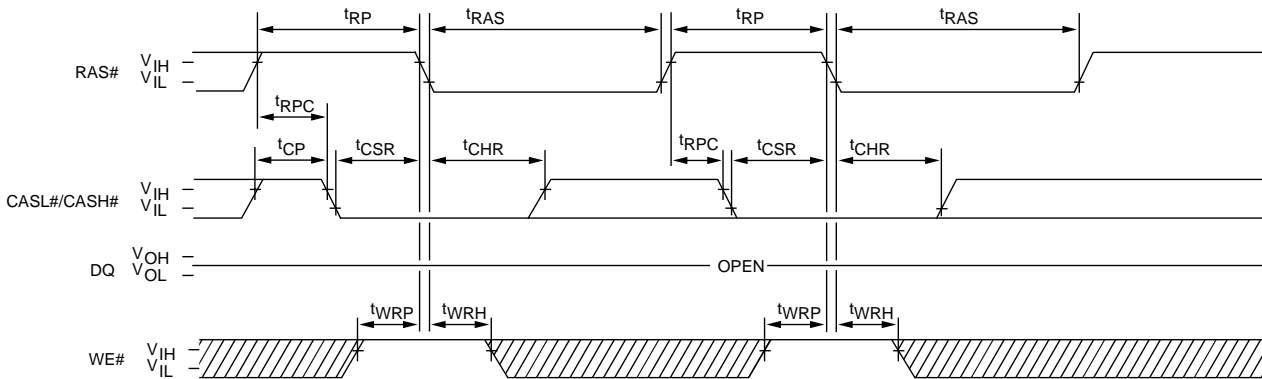 tRP tRAS tRP tRAS
RAS# VIH
VIL
tRPC
tCP tCSR tCHR tRPC tCSR tCHR
CASL#/CASH# VIH
VIL
DQ VOH
VOL
OPEN
tWRP tWRH tWRP tWRH
WE# VIH
VIL